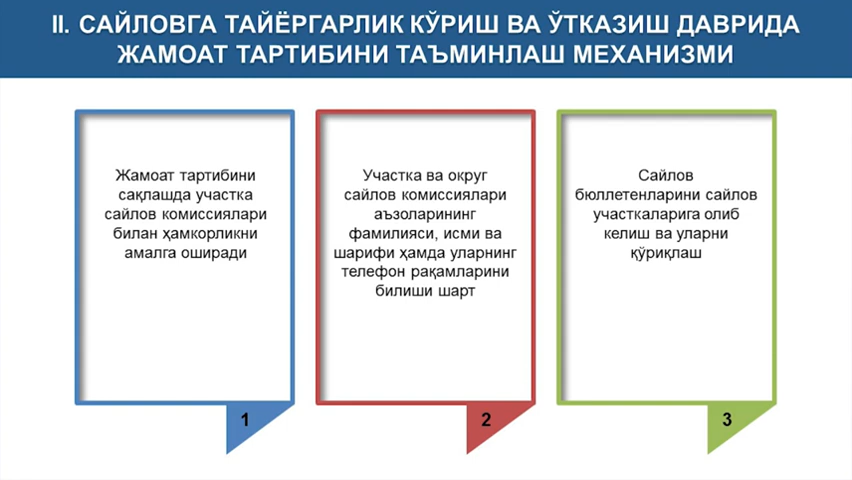 II. САЙЛОВГА ТАЙЁРГАРЛИК КЎРИШ ВА ЎТКАЗИШ ДАВРИДА
ЖАМОАТ ТАРТИБИНИ ТАЪМИНЛАШ МЕХАНИЗМИ
Жамоат тартибини
сақлашда участка
сайлов комиссиялари
билан ҳамкорликни
амалга оширади
1
Участка ва округ
сайлов комиссиялари
аъзоларининг
фамилияси, исми ва
шарифи ҳамда уларнинг
телефон рақамларини
билиши шарт
2
Сайлов
бюллетенларини сайлов
участкаларига олиб
келиш ва уларни
қўриқлаш
3